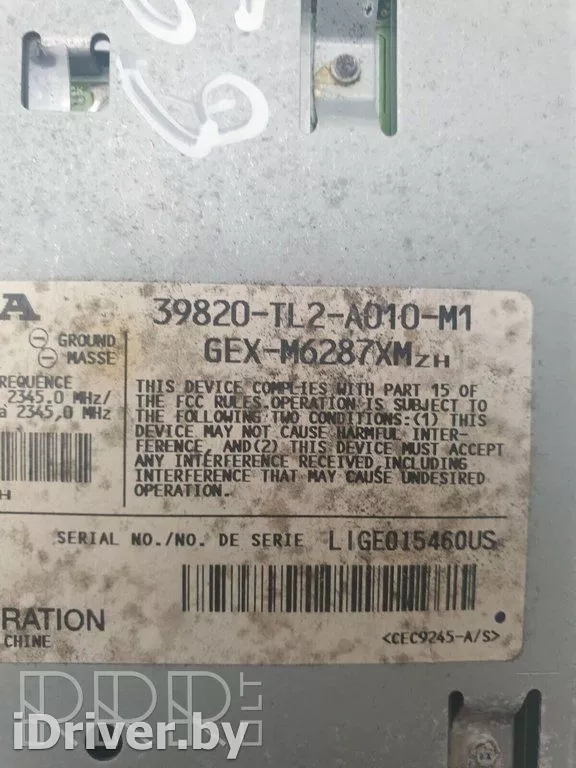 A
39820-TL2-A010-M1
GEX-M6287XM ZH
GROUND
MASSE
REQUENCE
2345.0 MHz/
a 2345,0 MHz
THIS DEVICE COMPLIES WITH PART 15 OF
THE FCC RULES.OPERATION IS SUBJECT TO
THE FOLLOWING TWO CONDITIONS:(1) THIS
DEVICE MAY NOT CAUSE HARMFUL INTER-
FERENCE, AND(2) THIS DEVICE MUST ACCEPT
ANY INTERFERENCE RECEIVED,INCLUDING
INTERFERENCE THAT MAY CAUSE UNDESIRED
OPERATION.
H
SERIAL NO./NO. DE SERIE LIGE015460US
RATION
CHINE
<CEC9245-A/S>
iDriver.by